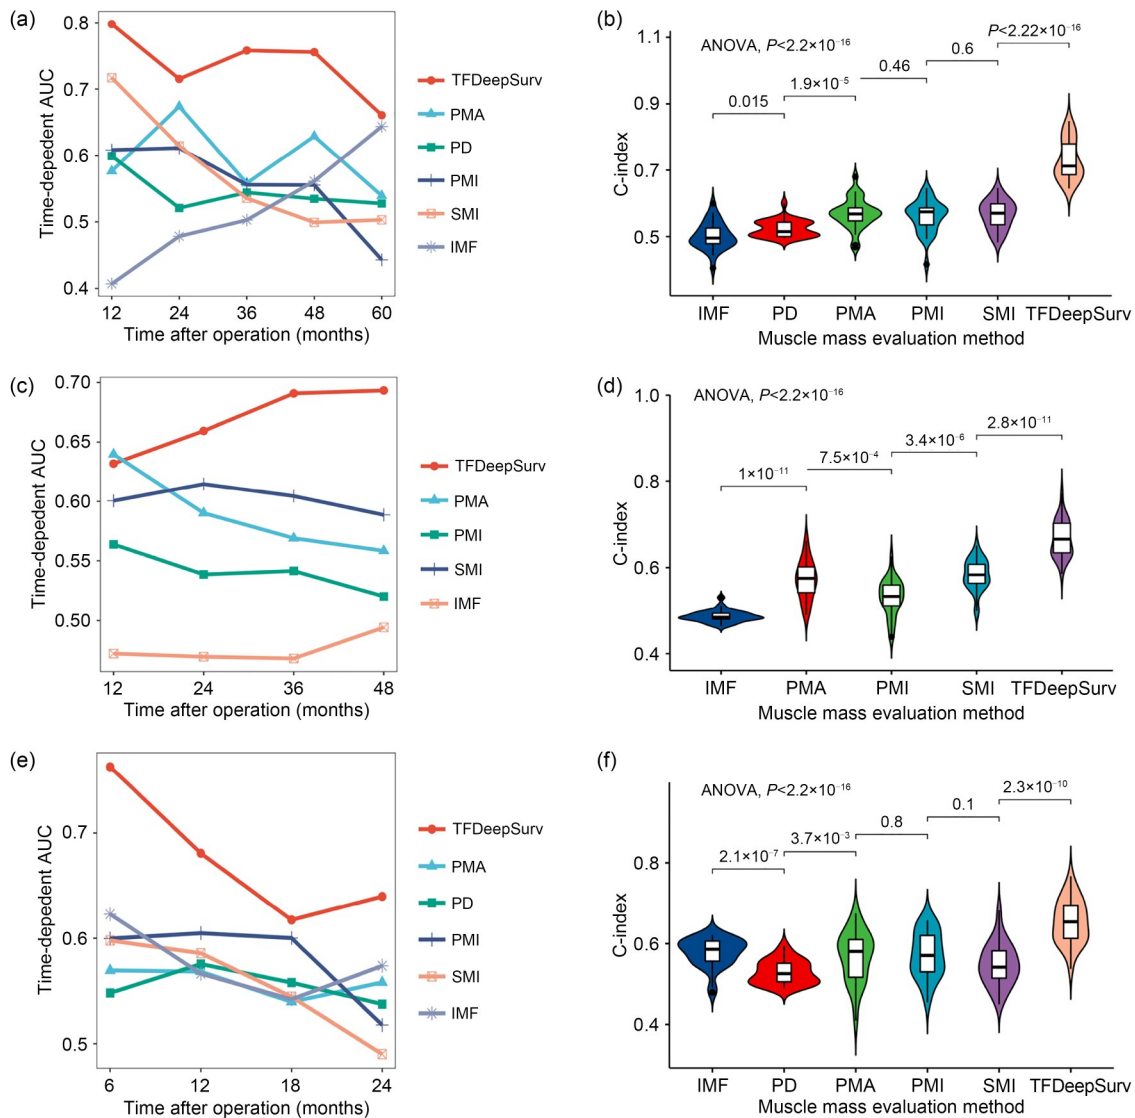 (a)
0.8
0.7
0.6
0.5
0.4
Time-depedent AUC
12 24 36 48 60
Time after operation (months)
TFDeepSurv
PMA
PD
PMI
SMI
IMF
(b)
1.1
0.9
0.7
0.5
C-index
ANOVA, P<2.2×10⁻¹⁶
0.015
1.9×10⁻⁵
0.46
0.6
P<2.22×10⁻¹⁶
IMF PD PMA PMI SMI TFDeepSurv
Muscle mass evaluation method
(c)
0.70
0.65
0.60
0.55
0.50
Time-depedent AUC
12 24 36 48
Time after operation (months)
TFDeepSurv
PMA
PMI
SMI
IMF
(d)
1.0
0.8
0.6
0.4
C-index
ANOVA, P<2.2×10⁻¹⁶
1×10⁻¹¹
7.5×10⁻⁴
3.4×10⁻⁶
2.8×10⁻¹¹
IMF PMA PMI SMI TFDeepSurv
Muscle mass evaluation method
(e)
0.7
0.6
0.5
Time-depedent AUC
6 12 18 24
Time after operation (months)
TFDeepSurv
PMA
PD
PMI
SMI
IMF
(f)
0.8
0.6
0.4
C-index
ANOVA, P<2.2×10⁻¹⁶
2.1×10⁻⁷
3.7×10⁻³
0.8
0.1
2.3×10⁻¹⁰
IMF PD PMA PMI SMI TFDeepSurv
Muscle mass evaluation method